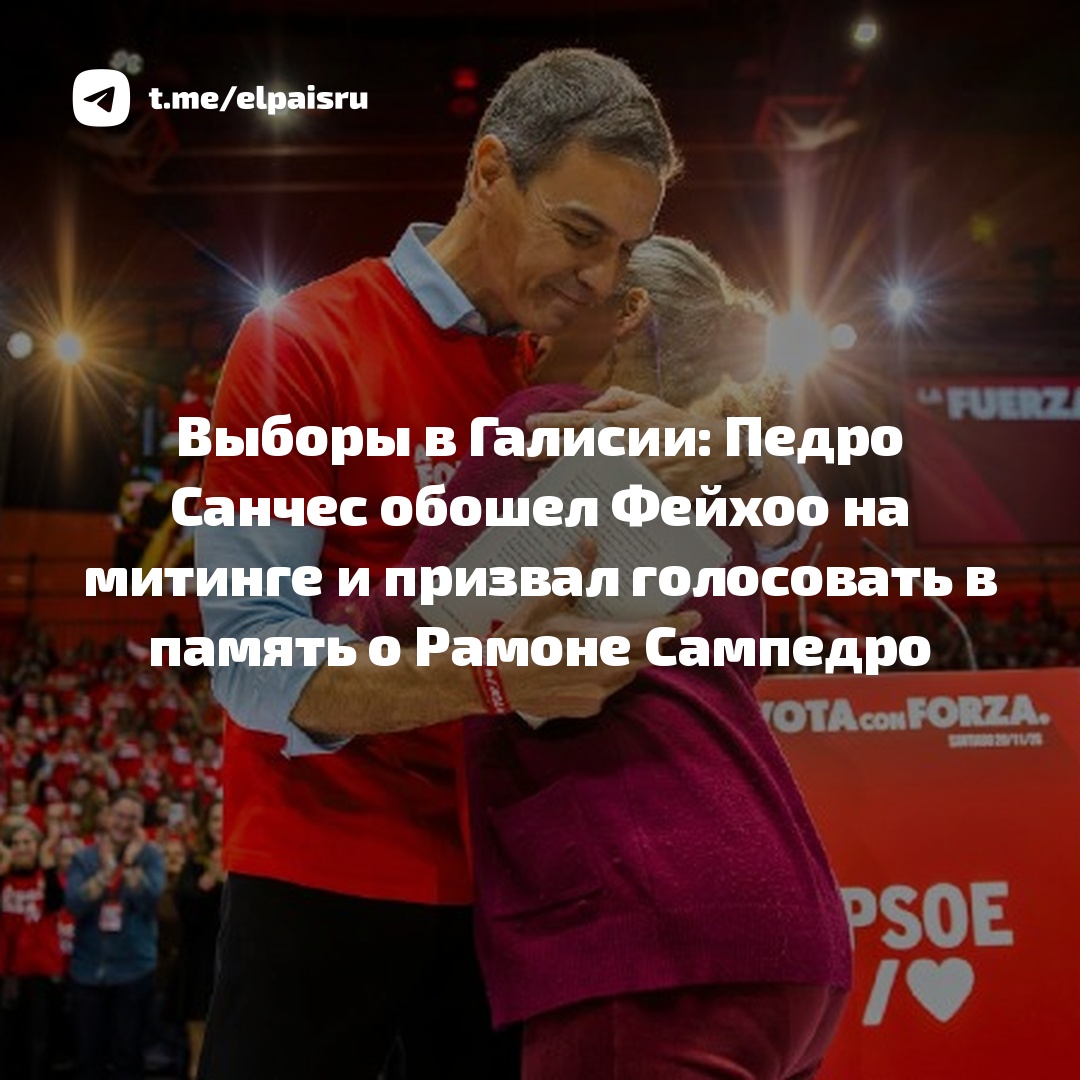 t.me/elpaisru
LA FUERZA
Выборы в Галисии: Педро
Санчес обошел Фейхоо на
митинге и призвал голосовать в
память о Рамоне Сампедро
VOTA CON FORZA.
PSOE